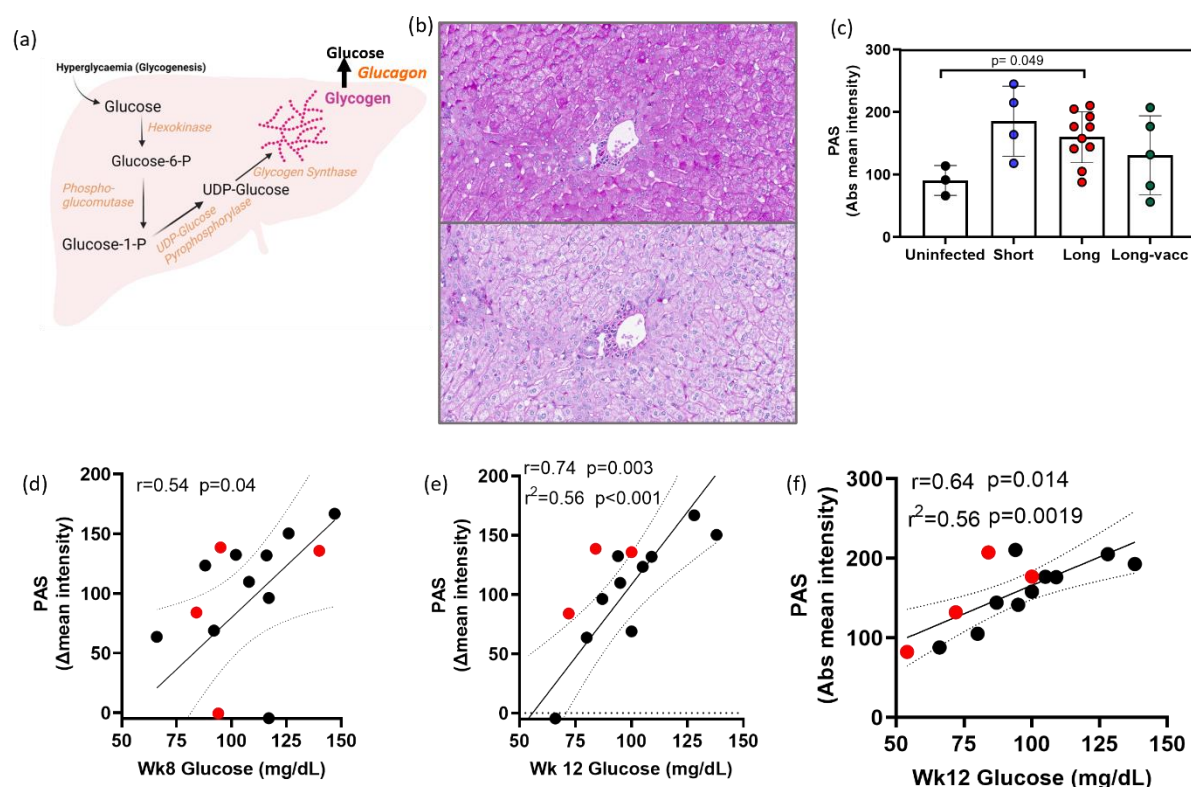 (a)
Hyperglycaemia (Glycogenesis)
Glucose
Hexokinase
Glucose-6-P
Phospho-
glucomutase
Glucose-1-P
UDP-Glucose
Pyrophosphorylase
UDP-Glucose
Glycogen Synthase
Glycogen
Glucagon
Glucose
(b)
(c)
PAS
(Abs mean intensity)
300
200
100
0
p= 0.049
Uninfected Short Long Long-vacc
(d)
r=0.54 p=0.04
PAS
(Δmean intensity)
200
150
100
50
0
50 75 100 125 150
Wk8 Glucose (mg/dL)
(e)
r=0.74 p=0.003
r²=0.56 p<0.001
PAS
(Δmean intensity)
200
150
100
50
0
50 75 100 125 150
Wk 12 Glucose (mg/dL)
(f)
r=0.64 p=0.014
r²=0.56 p=0.0019
PAS
(Abs mean intensity)
300
200
100
0
50 75 100 125 150
Wk12 Glucose (mg/dL)